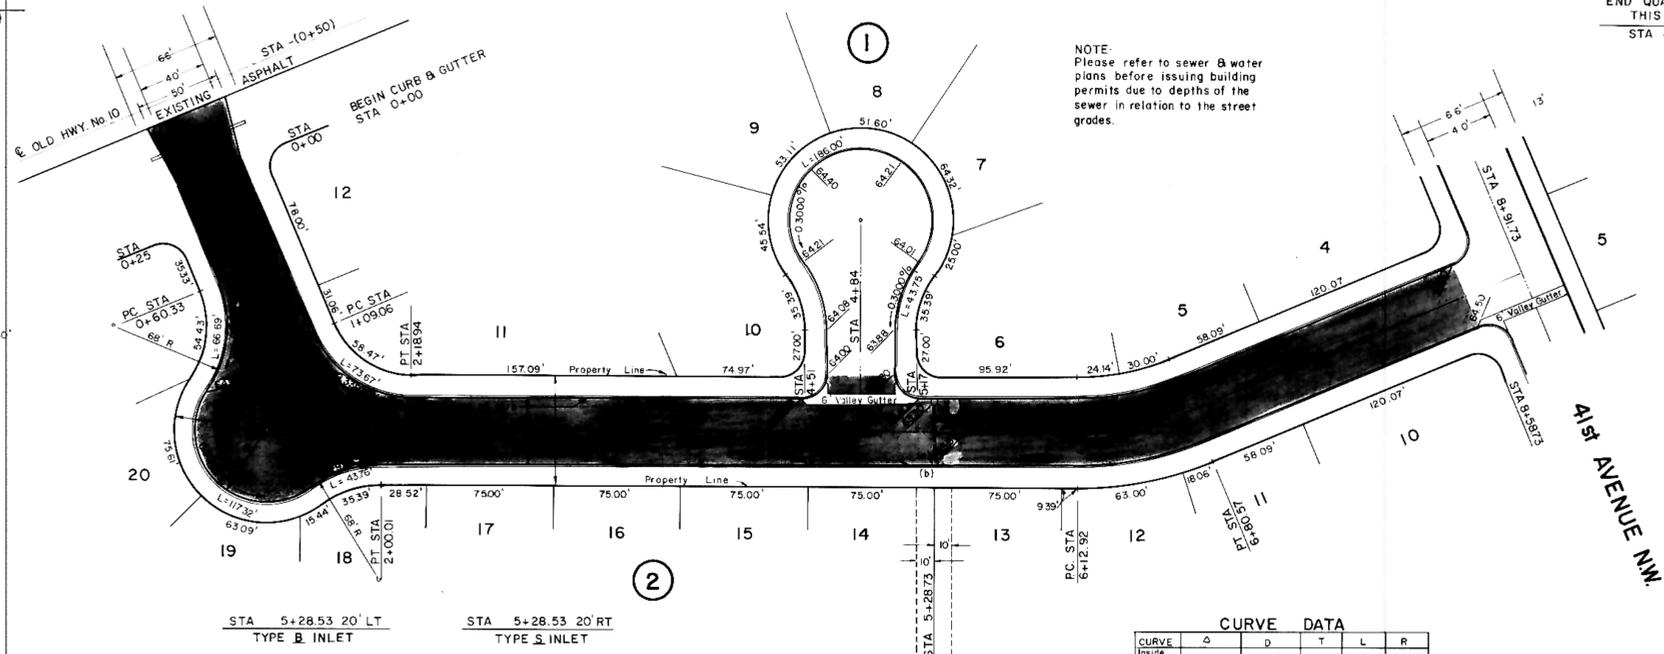 END QUA
THIS
STA
66'
40'
50'
STA -(0+50)
EXISTING ASPHALT
℄ OLD HWY. No. 10
BEGIN CURB & GUTTER
STA 0+00
STA
0+00
12
78.00'
31.06'
PC STA
1+09.06
58.47'
L=73.67'
PT STA
2+18.94
STA
0+25
35.33'
PC STA
0+60.33
68' R
54.43'
L=66.69'
11
157.09'
Property Line
74.97'
10
27.00'
35.39'
45.54'
9
53.11'
1
8
51.60'
L=186.00'
64.40
64.21
0.3000%
64.21
7
64.32'
25.00'
64.01
0.3000%
L=43.75'
35.39'
27.00'
64.08
64.00
63.88
STA 4+84
STA
4+51
STA
5+17
6' Valley Gutter
NOTE:
Please refer to sewer & water
plans before issuing building
permits due to depths of the
sewer in relation to the street
grades.
6
95.92'
24.14'
30.00'
5
58.09'
4
120.07
66'
40'
13'
STA 8+91.73
5
64.50
6' Valley Gutter
STA 8+58.73
41st AVENUE N.W.
120.07'
10
58.09'
11
18.06'
PT STA
6+80.57
63.00'
12
9.39'
P.C. STA
6+12.92
75.00'
13
(b)
10'
10'
STA 5+28.73
75.00'
14
75.00'
15
Property Line
75.00'
16
75.00'
17
28.52'
PT STA
2+00.01
35.39'
L=43.76'
68' R
18
15.44'
63.09'
L=117.32'
19
75.61'
20
2
STA 5+28.53 20' LT
TYPE B INLET
STA 5+28.53 20' RT
TYPE S INLET
CURVE DATA
CURVE Δ D T L R
Inside